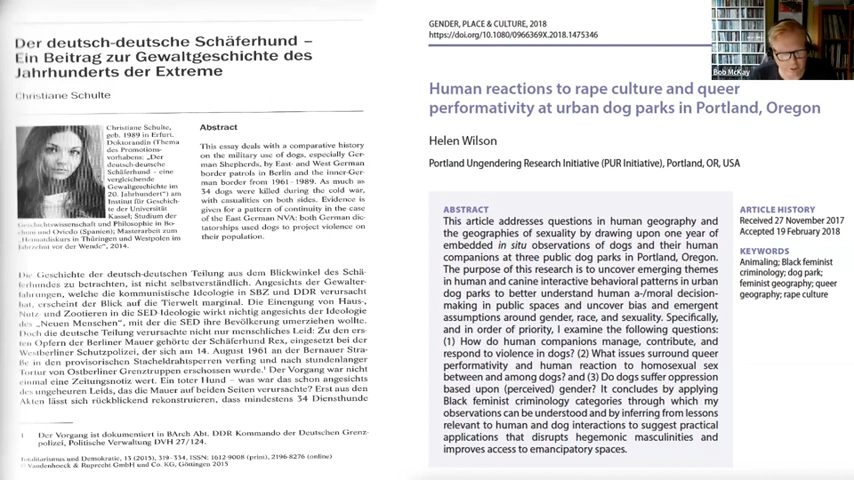 Der deutsch-deutsche Schäferhund –
Ein Beitrag zur Gewaltgeschichte des
Jahrhunderts der Extreme
Christiane Schulte
Christiane Schulte,
geb. 1989 in Erfurt.
Doktorandin (Thema
des Promotions-
vorhabens: „Der
deutsch-deutsche
Schäferhund – eine
vergleichende
Gewaltgeschichte im
20. Jahrhundert") am
Institut für Geschich-
te der Universität
Kassel; Studium der
Geschichtswissenschaft und Philosophie in Bo-
chum und Oviedo (Spanien); Masterarbeit zum
Jahrzehnt vor der Wende", 2014.
Abstract
This essay deals with a comparative history
on the military use of dogs, especially Ger-
man Shepherds, by East- and West German
border patrols in Berlin and the inner-Ger-
man border from 1961–1989. As much as
34 dogs were killed during the cold war,
with casualties on both sides. Evidence is
given for a pattern of continuity in the case
of the East German NVA: both German dic-
tatorships used dogs to project violence on
their population.
Die Geschichte der deutsch-deutschen Teilung aus dem Blickwinkel des Schä-
ferhundes zu betrachten, ist nicht selbstverständlich. Angesichts der Gewalter-
fahrungen, welche die kommunistische Ideologie in SBZ und DDR verursacht
hat, erscheint der Blick auf die Tierwelt marginal. Die Einengung von Haus-,
Nutz- und Zootieren in die SED-Ideologie wirkt nichtig angesichts der Ideologie
des „Neuen Menschen", mit der die SED ihre Bevölkerung umerziehen wollte.
Doch die deutsche Teilung verursachte nicht nur menschliches Leid: Zu den ers-
ten Opfern der Berliner Mauer gehörte der Schäferhund Rex, eingesetzt bei der
Westberliner Schutzpolizei, der sich am 14. August 1961 an der Bernauer Stra-
ße in den provisorischen Stacheldrahtsperren verfing und nach stundenlanger
Tortur von Ostberliner Grenztruppen erschossen wurde.¹ Der Vorgang war nicht
einmal eine Zeitungsnotiz wert. Ein toter Hund – was war das schon angesichts
des ungeheuren Leids, das die Mauer auf beiden Seiten verursachte? Erst aus den
Akten lässt sich rückblickend rekonstruieren, dass mindestens 34 Diensthunde
1 Der Vorgang ist dokumentiert in BArch Abt. DDR Kommando der Deutschen Grenz-
polizei, Politische Verwaltung DVH 27/124.
Totalitarismus und Demokratie, 13 (2015), 319–334, ISSN: 1612-9008 (print), 2196-8276 (online)
© Vandenhoeck & Ruprecht GmbH und Co. KG, Göttingen 2015
GENDER, PLACE & CULTURE, 2018
https://doi.org/10.1080/0966369X.2018.1475346
Bob McKay
Human reactions to rape culture and queer
performativity at urban dog parks in Portland, Oregon
Helen Wilson
Portland Ungendering Research Initiative (PUR Initiative), Portland, OR, USA
ABSTRACT
This article addresses questions in human geography and
the geographies of sexuality by drawing upon one year of
embedded in situ observations of dogs and their human
companions at three public dog parks in Portland, Oregon.
The purpose of this research is to uncover emerging themes
in human and canine interactive behavioral patterns in urban
dog parks to better understand human a-/moral decision-
making in public spaces and uncover bias and emergent
assumptions around gender, race, and sexuality. Specifically,
and in order of priority, I examine the following questions:
(1) How do human companions manage, contribute, and
respond to violence in dogs? (2) What issues surround queer
performativity and human reaction to homosexual sex
between and among dogs? and (3) Do dogs suffer oppression
based upon (perceived) gender? It concludes by applying
Black feminist criminology categories through which my
observations can be understood and by inferring from lessons
relevant to human and dog interactions to suggest practical
applications that disrupts hegemonic masculinities and
improves access to emancipatory spaces.
ARTICLE HISTORY
Received 27 November 2017
Accepted 19 February 2018
KEYWORDS
Animaling; Black feminist
criminology; dog park;
feminist geography; queer
geography; rape culture